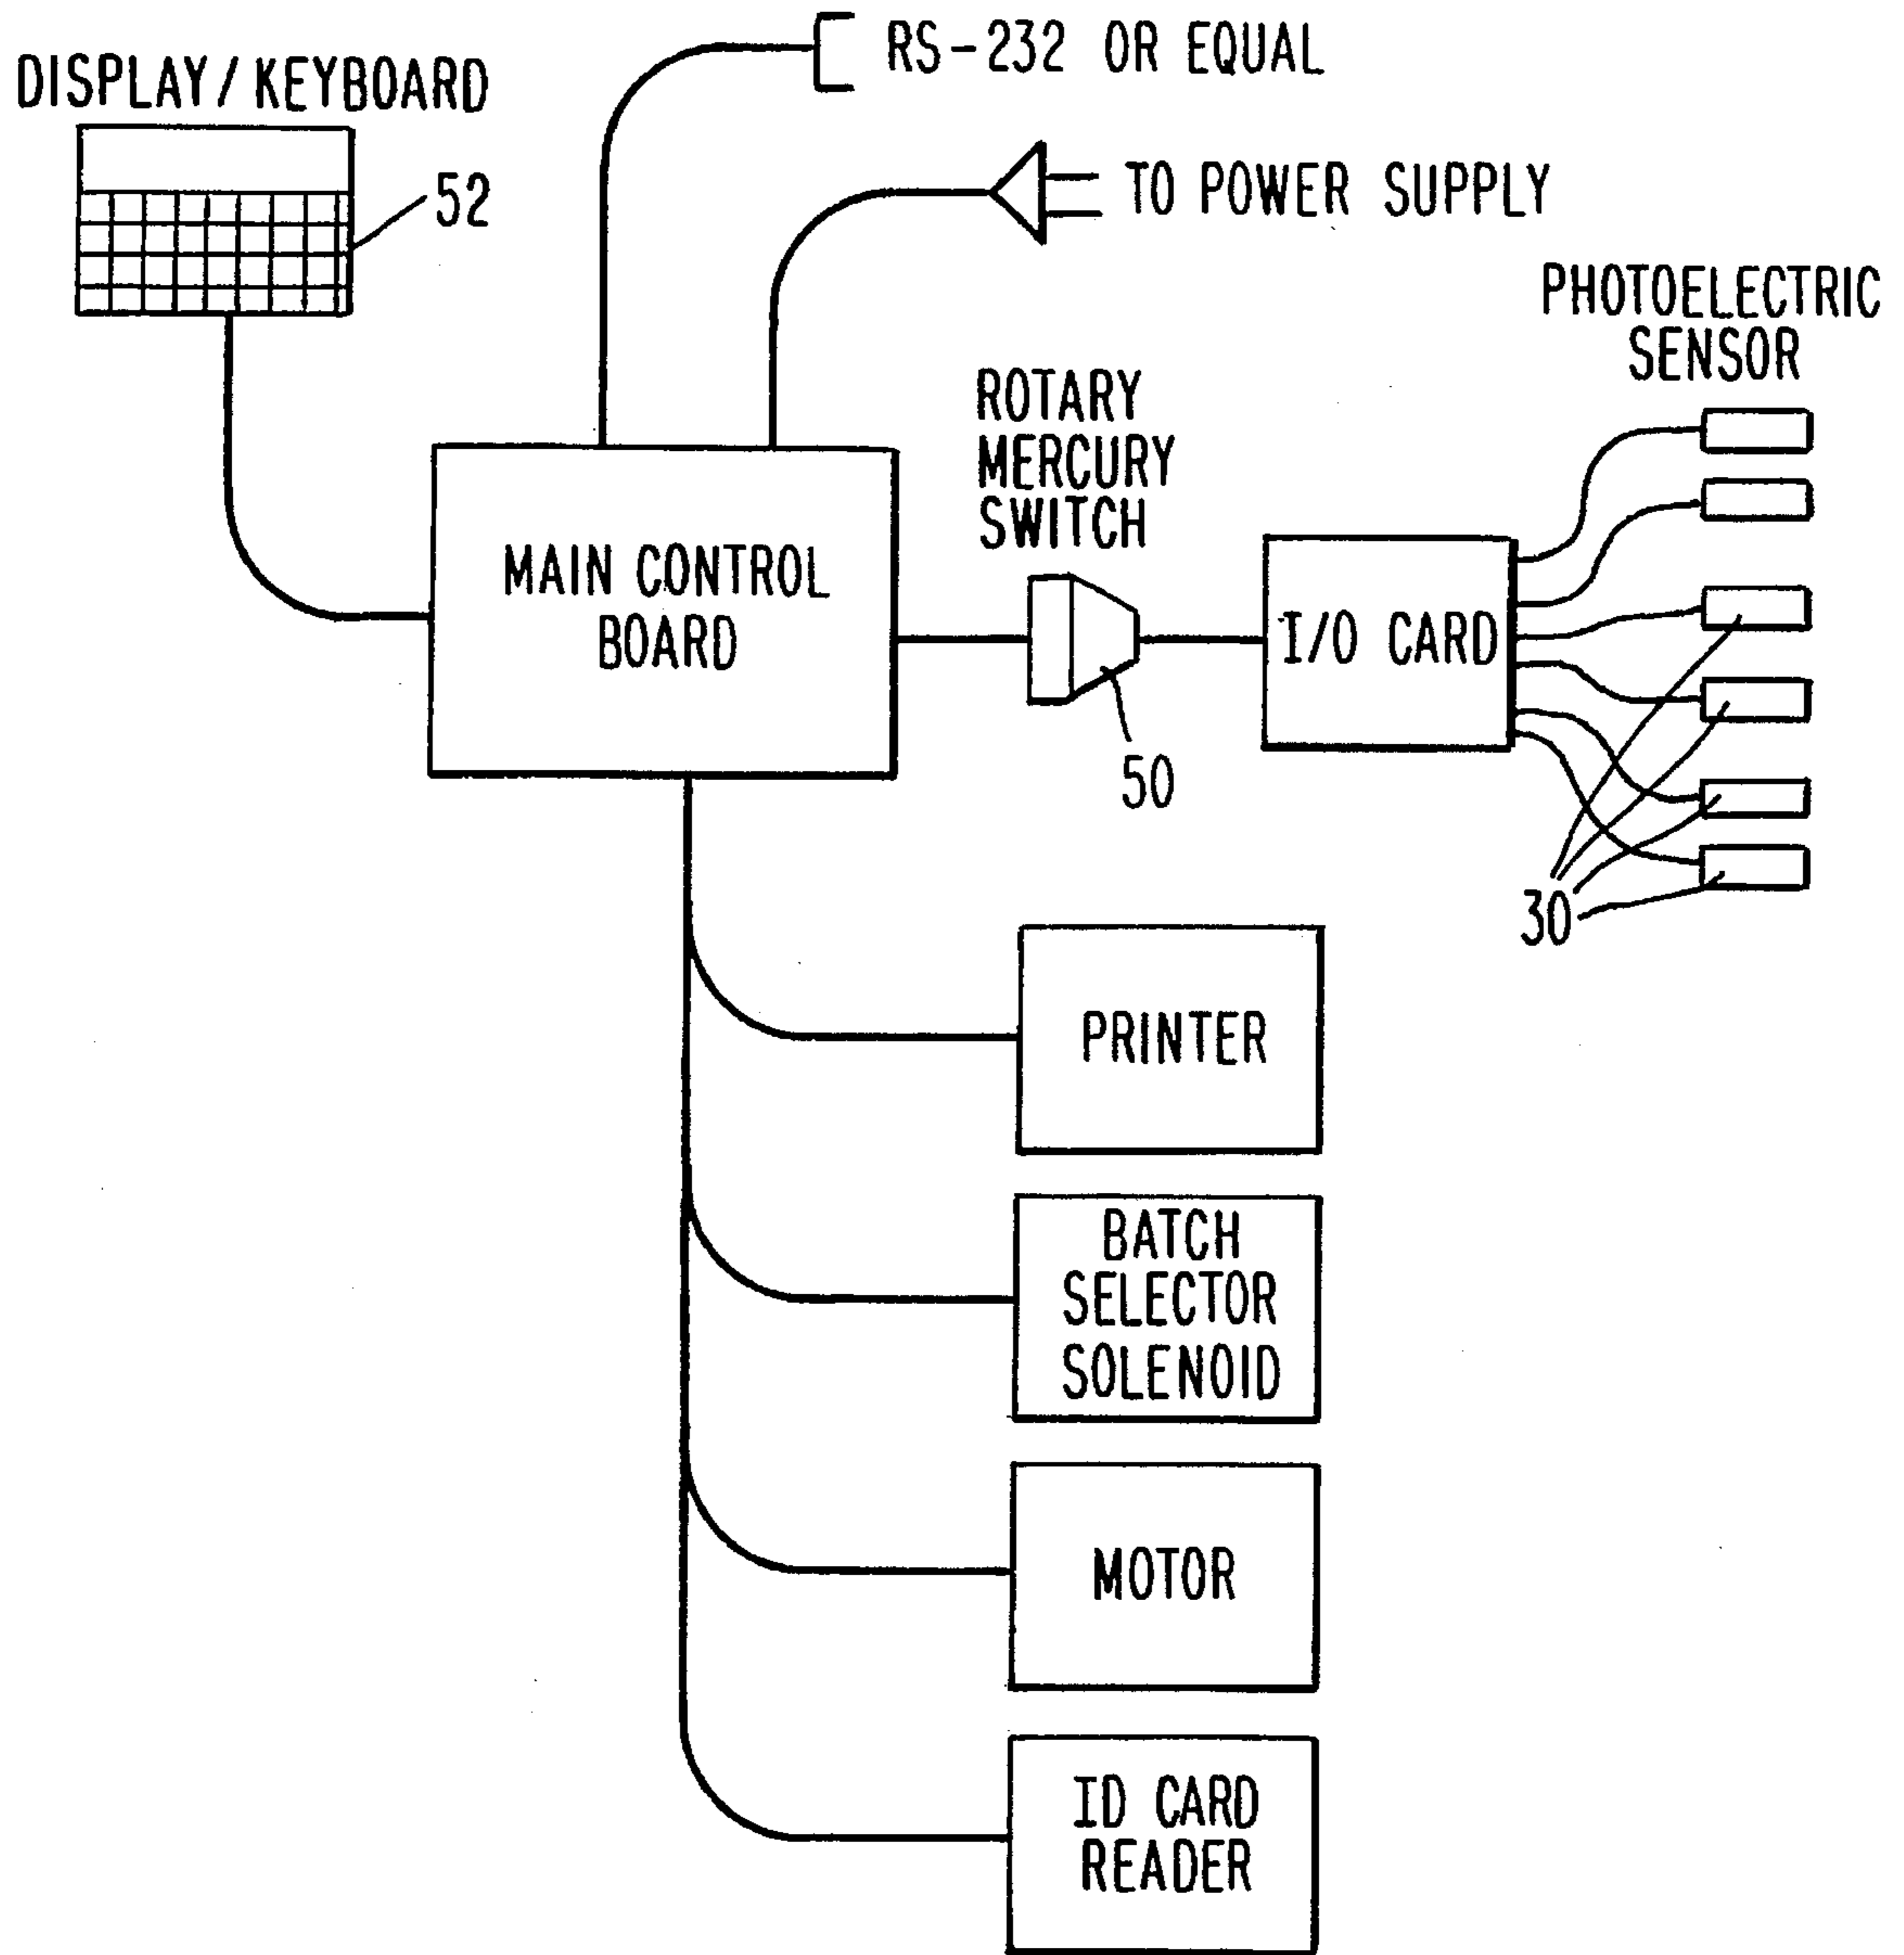 RS-232 OR EQUAL
DISPLAY/KEYBOARD
52
TO POWER SUPPLY
PHOTOELECTRIC
SENSOR
ROTARY
MERCURY
SWITCH
MAIN CONTROL
BOARD
I/O CARD
50
30
PRINTER
BATCH
SELECTOR
SOLENOID
MOTOR
ID CARD
READER